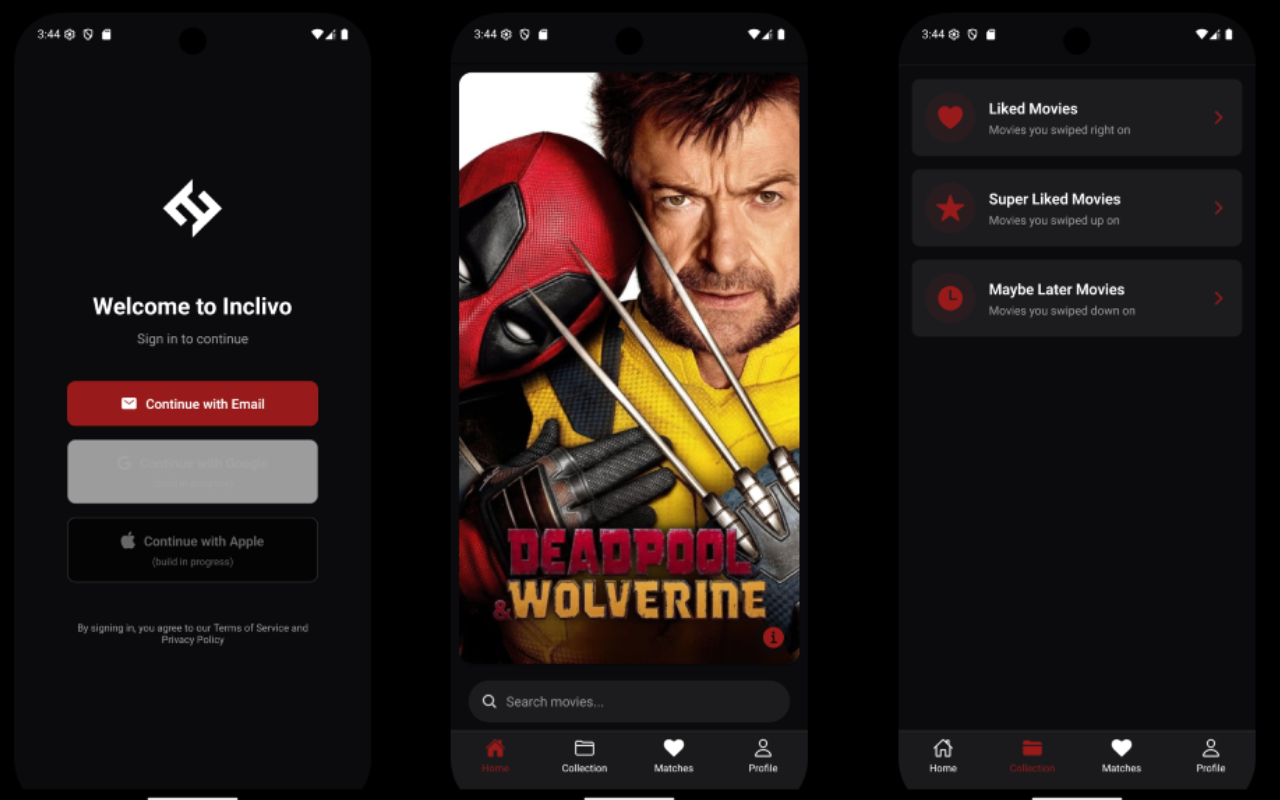 3:44
Welcome to Inclivo
Sign in to continue
Continue with Email
Continue with Google
Continue with Apple
(build in progress)
By signing in, you agree to our Terms of Service and
Privacy Policy
3:44
DEADPOOL
& WOLVERINE
i
Search movies...
Home
Collection
Matches
Profile
3:44
Liked Movies
Movies you swiped right on
Super Liked Movies
Movies you swiped up on
Maybe Later Movies
Movies you swiped down on
Home
Collection
Matches
Profile